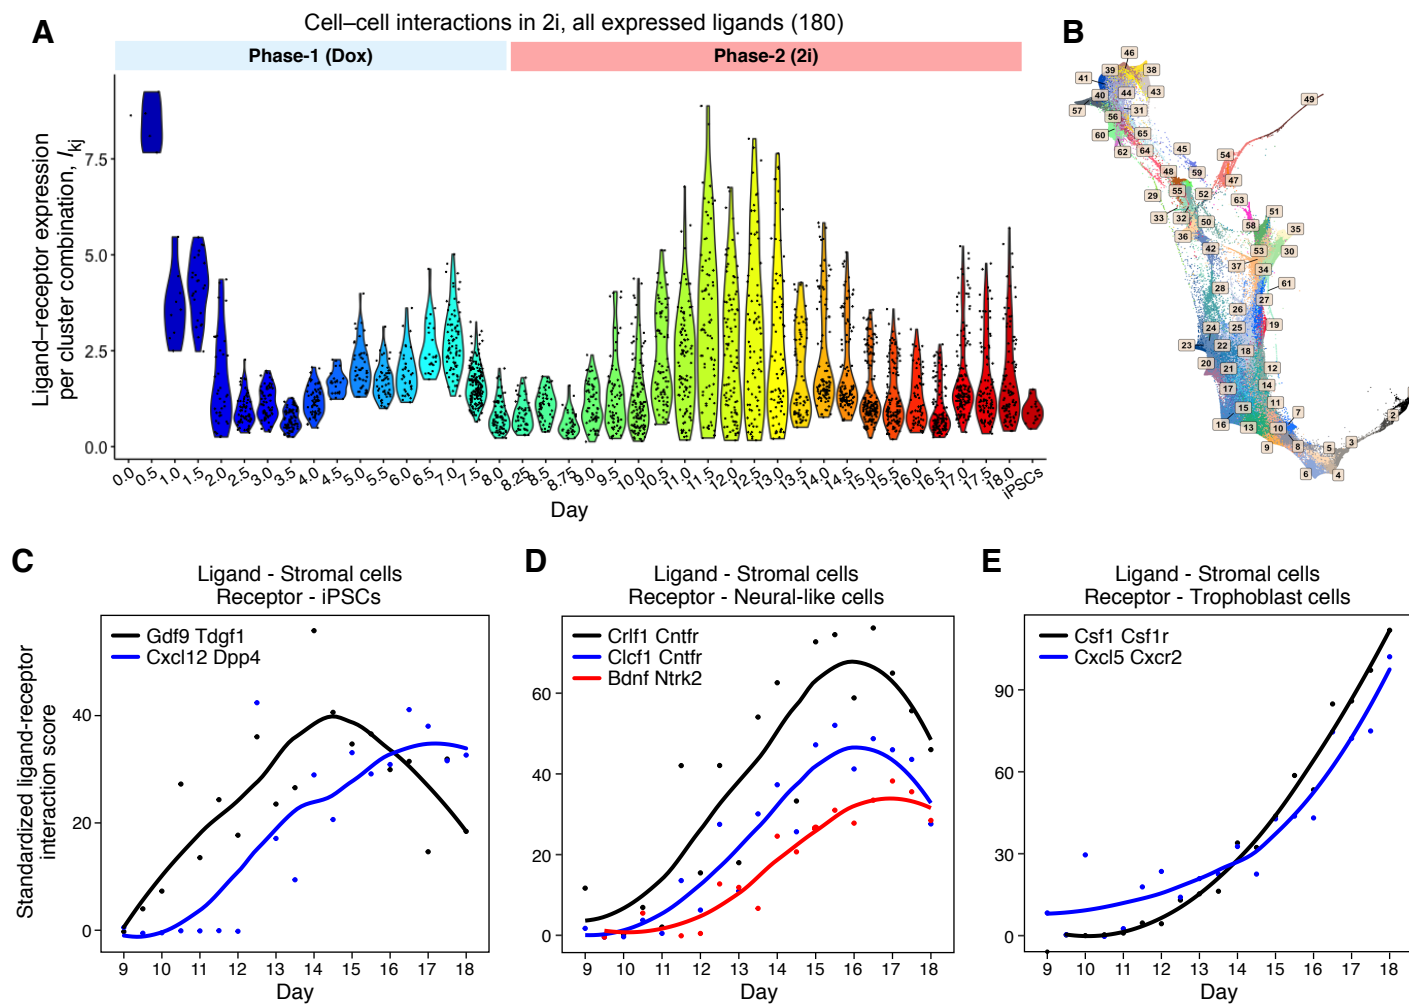 A
Cell–cell interactions in 2i, all expressed ligands (180)
Phase-1 (Dox)
Phase-2 (2i)
Ligand–receptor expression
per cluster combination, Ikj
7.5
5.0
2.5
0.0
0.0 0.5 1.0 1.5 2.0 2.5 3.0 3.5 4.0 4.5 5.0 5.5 6.0 6.5 7.0 7.5 8.0 8.25 8.5 8.75 9.0 9.5 10.0 10.5 11.0 11.5 12.0 12.5 13.0 13.5 14.0 14.5 15.0 15.5 16.0 16.5 17.0 17.5 18.0 iPSCs
Day
B
46
39 38
41
40 44 43
57 31
56
60 65
62 64 45 54 49
48 59 47
55 52
29 63
33 32 50 51
36 58 35
42 53 30
37 34
28 61
27
26
24 25 19
23 22 18
20 21 12
17 14
11
15 7 2
16 13 10
9 8 5 3
6 4
C
Ligand - Stromal cells
Receptor - iPSCs
Gdf9 Tdgf1
Cxcl12 Dpp4
Standardized ligand-receptor
interaction score
40
20
0
9 10 11 12 13 14 15 16 17 18
Day
D
Ligand - Stromal cells
Receptor - Neural-like cells
Crlf1 Cntfr
Clcf1 Cntfr
Bdnf Ntrk2
60
40
20
0
9 10 11 12 13 14 15 16 17 18
Day
E
Ligand - Stromal cells
Receptor - Trophoblast cells
Csf1 Csf1r
Cxcl5 Cxcr2
90
60
30
0
9 10 11 12 13 14 15 16 17 18
Day